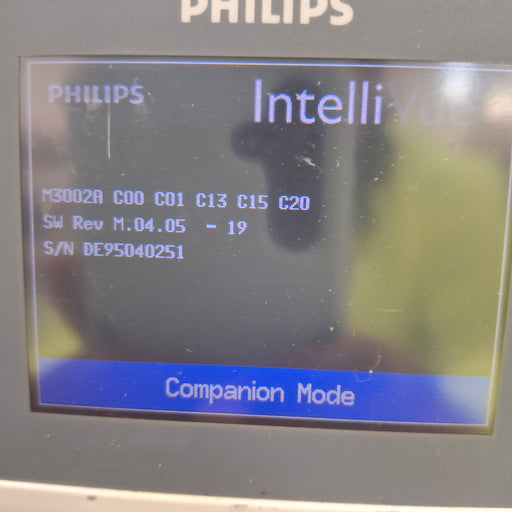 PHILIPS
PHILIPS IntelliVue
M3002A C00 C01 C13 C15 C20
SW Rev M.04.05 - 19
S/N DE95040251
Companion Mode